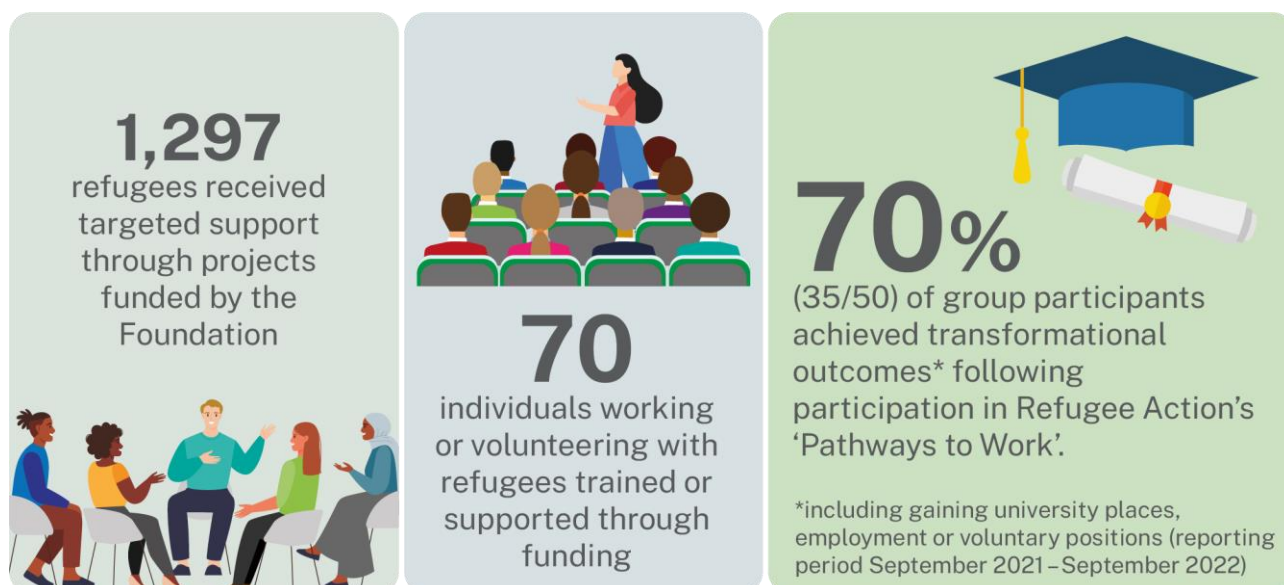 1,297
refugees received
targeted support
through projects
funded by the
Foundation
70
individuals working
or volunteering with
refugees trained or
supported through
funding
70%
(35/50) of group participants
achieved transformational
outcomes* following
participation in Refugee Action’s
‘Pathways to Work’.
*including gaining university places,
employment or voluntary positions (reporting
period September 2021 – September 2022)